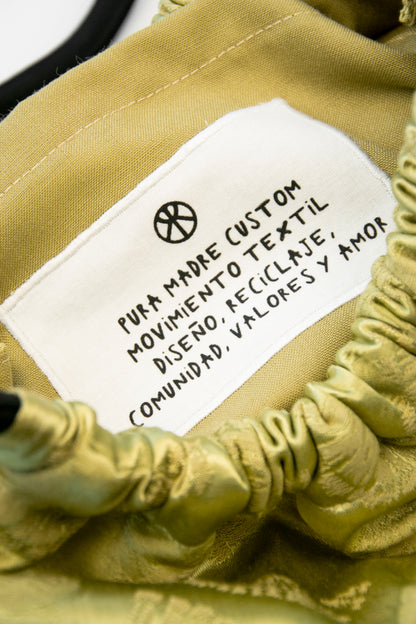 PURA MADRE CUSTOM
MOVIMIENTO TEXTIL
DISEÑO, RECICLAJE,
COMUNIDAD, VALORES Y AMOR